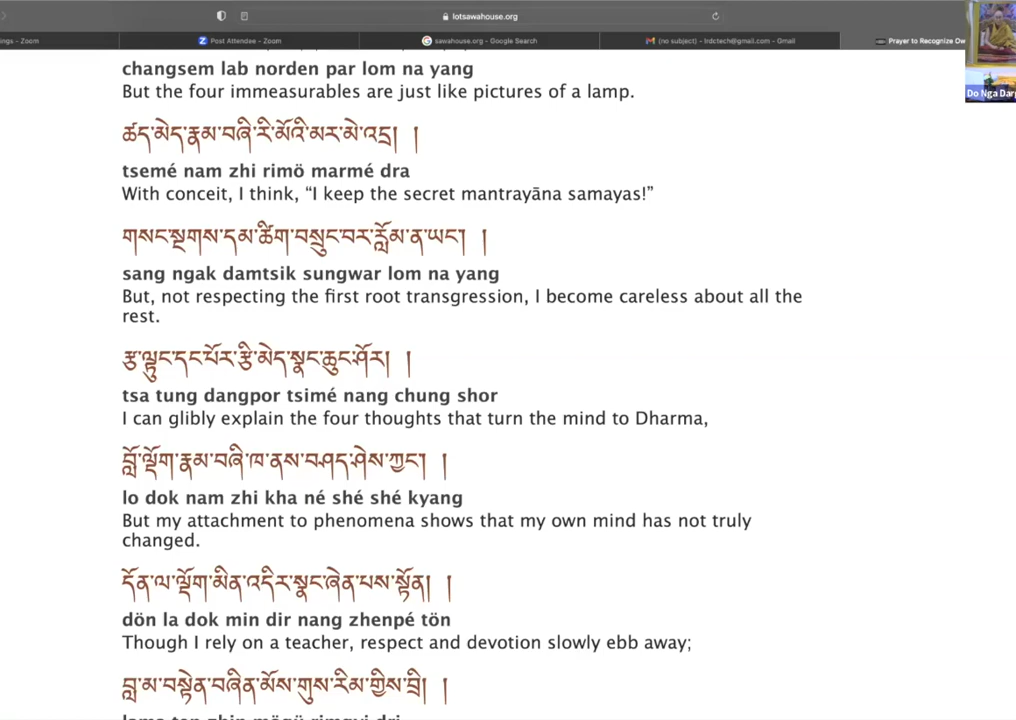 lotsawahouse.org
ings - Zoom
Post Attendee - Zoom
sawahouse.org - Google Search
(no subject) - lrdctech@gmail.com - Gmail
Prayer to Recognize Ow
Do Nga Darg
changsem lab norden par lom na yang
But the four immeasurables are just like pictures of a lamp.
ཚད་མེད་རྣམ་བཞི་རི་མོའི་མར་མེ་འདྲ། །
tsemé nam zhi rimö marmé dra
With conceit, I think, “I keep the secret mantrayāna samayas!”
གསང་སྔགས་དམ་ཚིག་བསྲུང་བར་རློམ་ན་ཡང་། །
sang ngak damtsik sungwar lom na yang
But, not respecting the first root transgression, I become careless about all the
rest.
རྩ་ལྟུང་དང་པོར་རྩི་མེད་སྣང་ཆུང་ཤོར། །
tsa tung dangpor tsimé nang chung shor
I can glibly explain the four thoughts that turn the mind to Dharma,
བློ་ལྡོག་རྣམ་བཞི་ཁ་ནས་བཤད་ཤེས་ཀྱང་། །
lo dok nam zhi kha né shé shé kyang
But my attachment to phenomena shows that my own mind has not truly
changed.
དོན་ལ་ལྡོག་མིན་འདིར་སྣང་ཞེན་པས་སྟོན། །
dön la dok min dir nang zhenpé tön
Though I rely on a teacher, respect and devotion slowly ebb away;
བླ་མ་བསྟེན་བཞིན་མོས་གུས་རིམ་གྱིས་བྲི། །